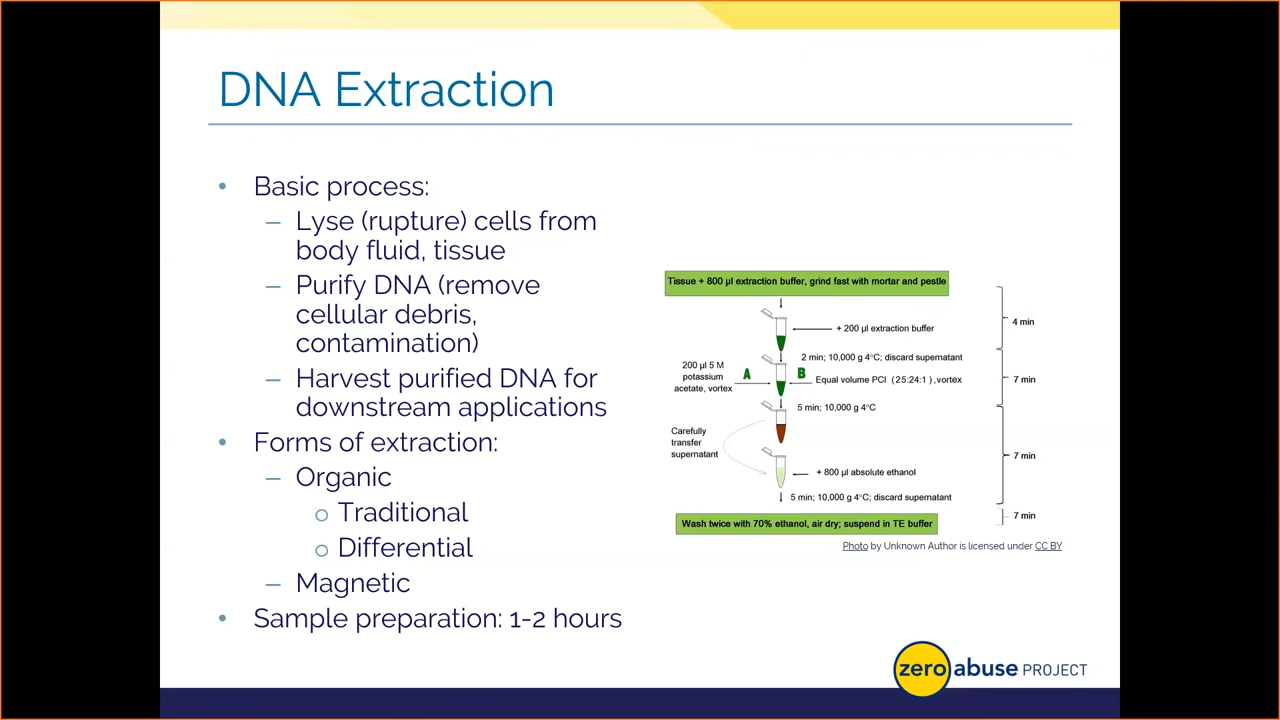 DNA Extraction
• Basic process:
– Lyse (rupture) cells from
body fluid, tissue
– Purify DNA (remove
cellular debris,
contamination)
– Harvest purified DNA for
downstream applications
• Forms of extraction:
– Organic
o Traditional
o Differential
– Magnetic
• Sample preparation: 1-2 hours
Tissue + 800 µl extraction buffer, grind fast with mortar and pestle
+ 200 µl extraction buffer
4 min
2 min; 10,000 g 4°C; discard supernatant
200 µl 5 M
potassium
acetate, vortex
A
B
Equal volume PCI (25:24:1), vortex
7 min
5 min; 10,000 g 4°C
Carefully
transfer
supernatant
7 min
+ 800 µl absolute ethanol
5 min; 10,000 g 4°C; discard supernatant
Wash twice with 70% ethanol, air dry; suspend in TE buffer
7 min
Photo by Unknown Author is licensed under CC BY
zero abuse PROJECT